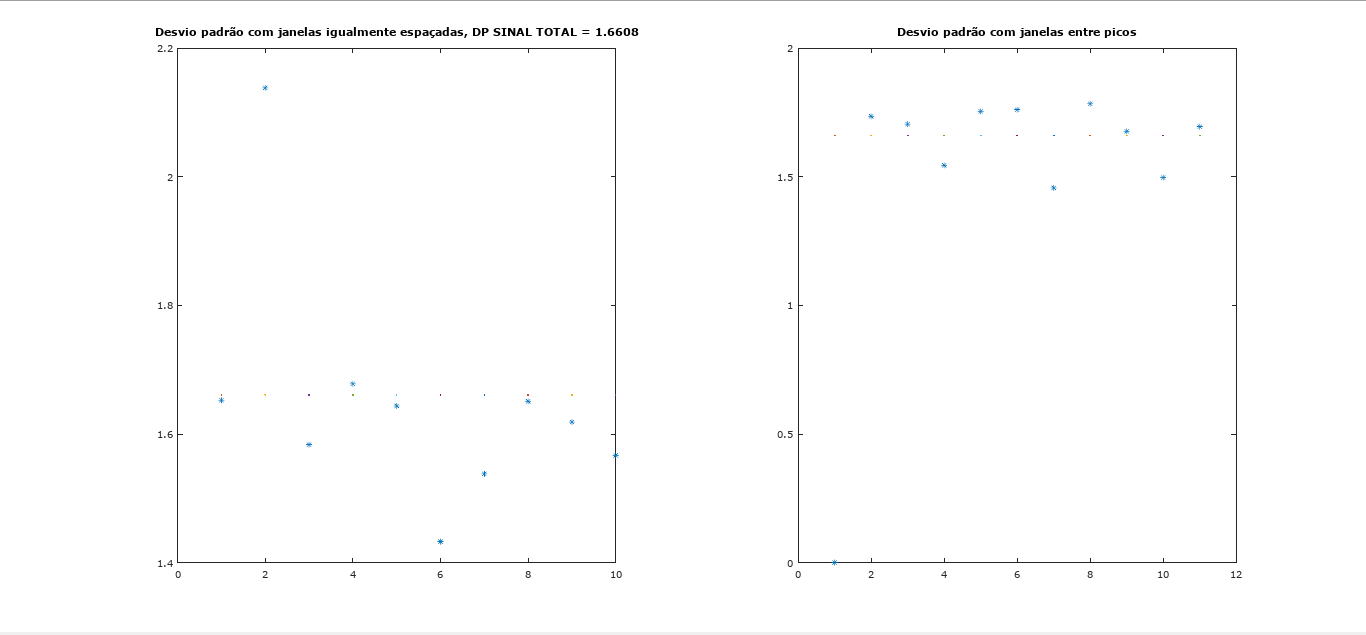 Desvio padrão com janelas igualmente espaçadas, DP SINAL TOTAL = 1.6608
2.2
2
1.8
1.6
1.4
0 2 4 6 8 10
Desvio padrão com janelas entre picos
2
1.5
1
0.5
0
0 2 4 6 8 10 12